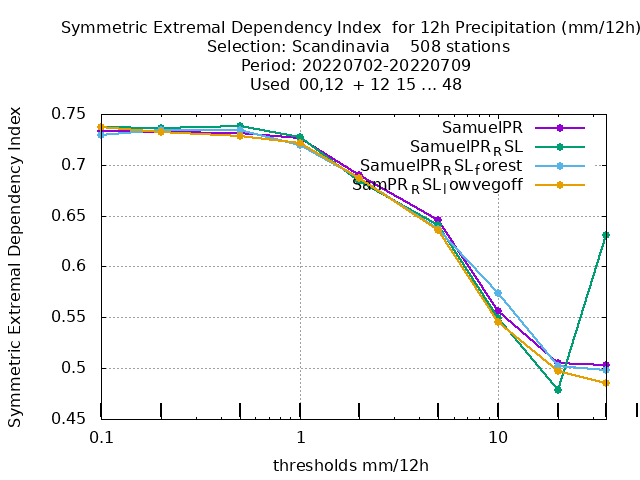 Symmetric Extremal Dependency Index for 12h Precipitation (mm/12h)
Selection: Scandinavia 508 stations
Period: 20220702-20220709
Used 00,12 + 12 15 ... 48
Symmetric Extremal Dependency Index
0.75
0.7
0.65
0.6
0.55
0.5
0.45
SamuelPR
SamuelPR_RSL
SamuelPR_RSL_forest
SamPR_RSL_lowvegoff
0.1 1 10
thresholds mm/12h